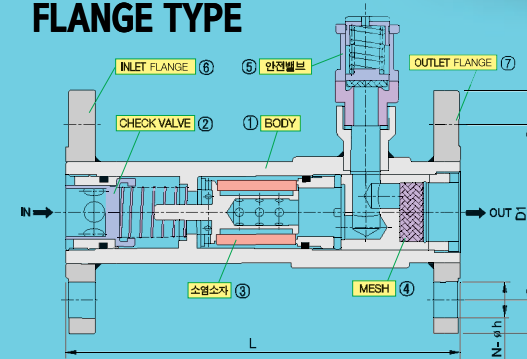 FLANGE TYPE
INLET FLANGE ⑥
⑤ 안전밸브
OUTLET FLANGE ⑦
CHECK VALVE ②
① BODY
IN
OUT
D1
소염소자 ③
MESH ④
L
N- øh